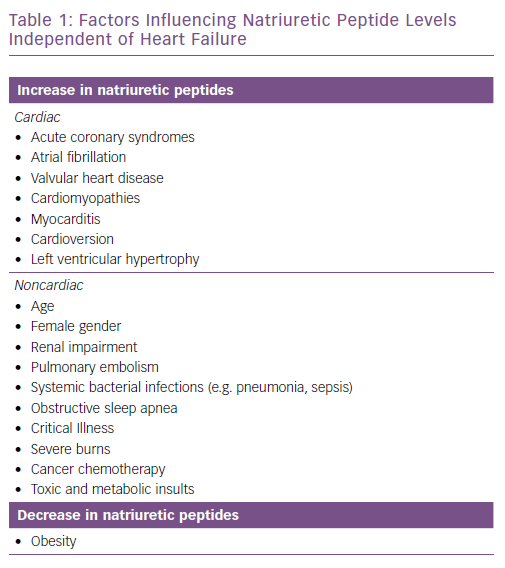 Table 1: Factors Influencing Natriuretic Peptide Levels
Independent of Heart Failure
Increase in natriuretic peptides
Cardiac
• Acute coronary syndromes
• Atrial fibrillation
• Valvular heart disease
• Cardiomyopathies
• Myocarditis
• Cardioversion
• Left ventricular hypertrophy
Noncardiac
• Age
• Female gender
• Renal impairment
• Pulmonary embolism
• Systemic bacterial infections (e.g. pneumonia, sepsis)
• Obstructive sleep apnea
• Critical Illness
• Severe burns
• Cancer chemotherapy
• Toxic and metabolic insults
Decrease in natriuretic peptides
• Obesity